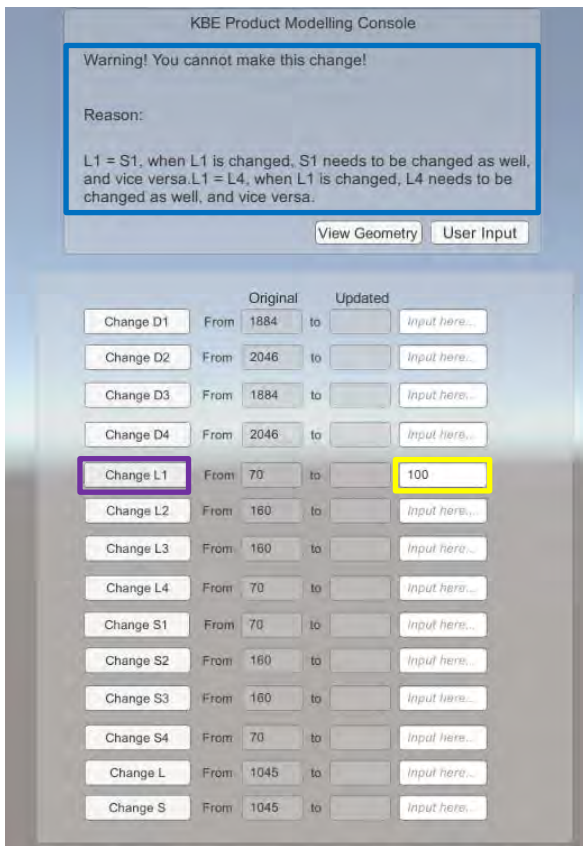 KBE Product Modelling Console
Warning! You cannot make this change!
Reason:
L1 = S1, when L1 is changed, S1 needs to be changed as well,
and vice versa.L1 = L4, when L1 is changed, L4 needs to be
changed as well, and vice versa.
View Geometry User Input
Original Updated
Change D1 From 1884 to Input here...
Change D2 From 2046 to Input here...
Change D3 From 1884 to Input here...
Change D4 From 2046 to Input here...
Change L1 From 70 to 100
Change L2 From 160 to Input here...
Change L3 From 160 to Input here...
Change L4 From 70 to Input here...
Change S1 From 70 to Input here...
Change S2 From 160 to Input here...
Change S3 From 160 to Input here...
Change S4 From 70 to Input here...
Change L From 1045 to Input here...
Change S From 1045 to Input here...